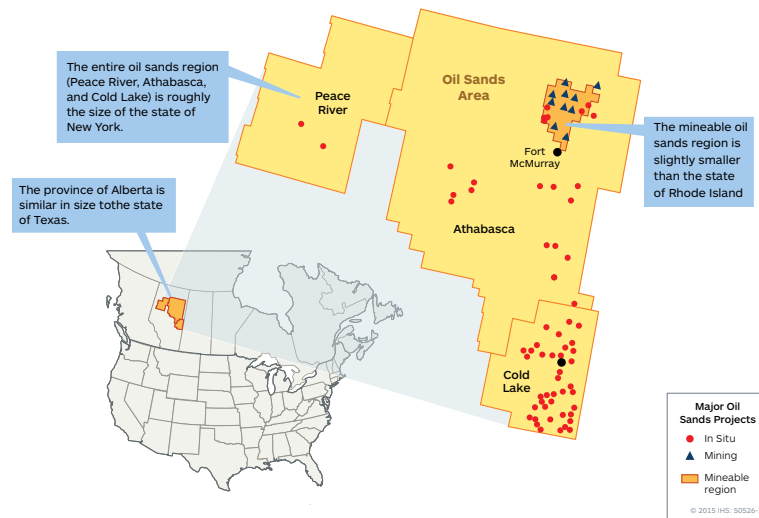 The entire oil sands region
(Peace River, Athabasca,
and Cold Lake) is roughly
the size of the state of
New York.
Oil Sands
Area
Peace
River
The mineable oil
sands region is
slightly smaller
than the state
of Rhode Island
Fort
McMurray
The province of Alberta is
similar in size tothe state
of Texas.
Athabasca
Cold
Lake
Major Oil
Sands Projects
In Situ
Mining
Mineable
region
© 2015 IHS: 50526-